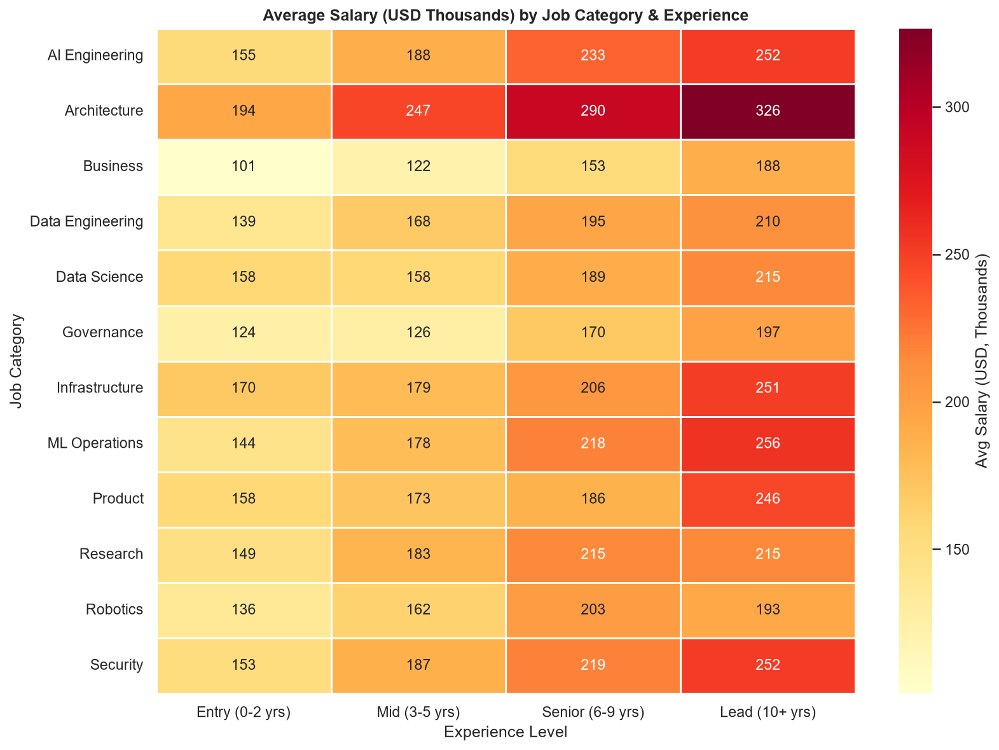 Average Salary (USD Thousands) by Job Category & Experience
AI Engineering 155 188 233 252
Architecture 194 247 290 326
Business 101 122 153 188
Data Engineering 139 168 195 210
Data Science 158 158 189 215
Governance 124 126 170 197
Infrastructure 170 179 206 251
ML Operations 144 178 218 256
Product 158 173 186 246
Research 149 183 215 215
Robotics 136 162 203 193
Security 153 187 219 252
Entry (0-2 yrs) Mid (3-5 yrs) Senior (6-9 yrs) Lead (10+ yrs)
Experience Level
Job Category
300
250
200
150
Avg Salary (USD, Thousands)